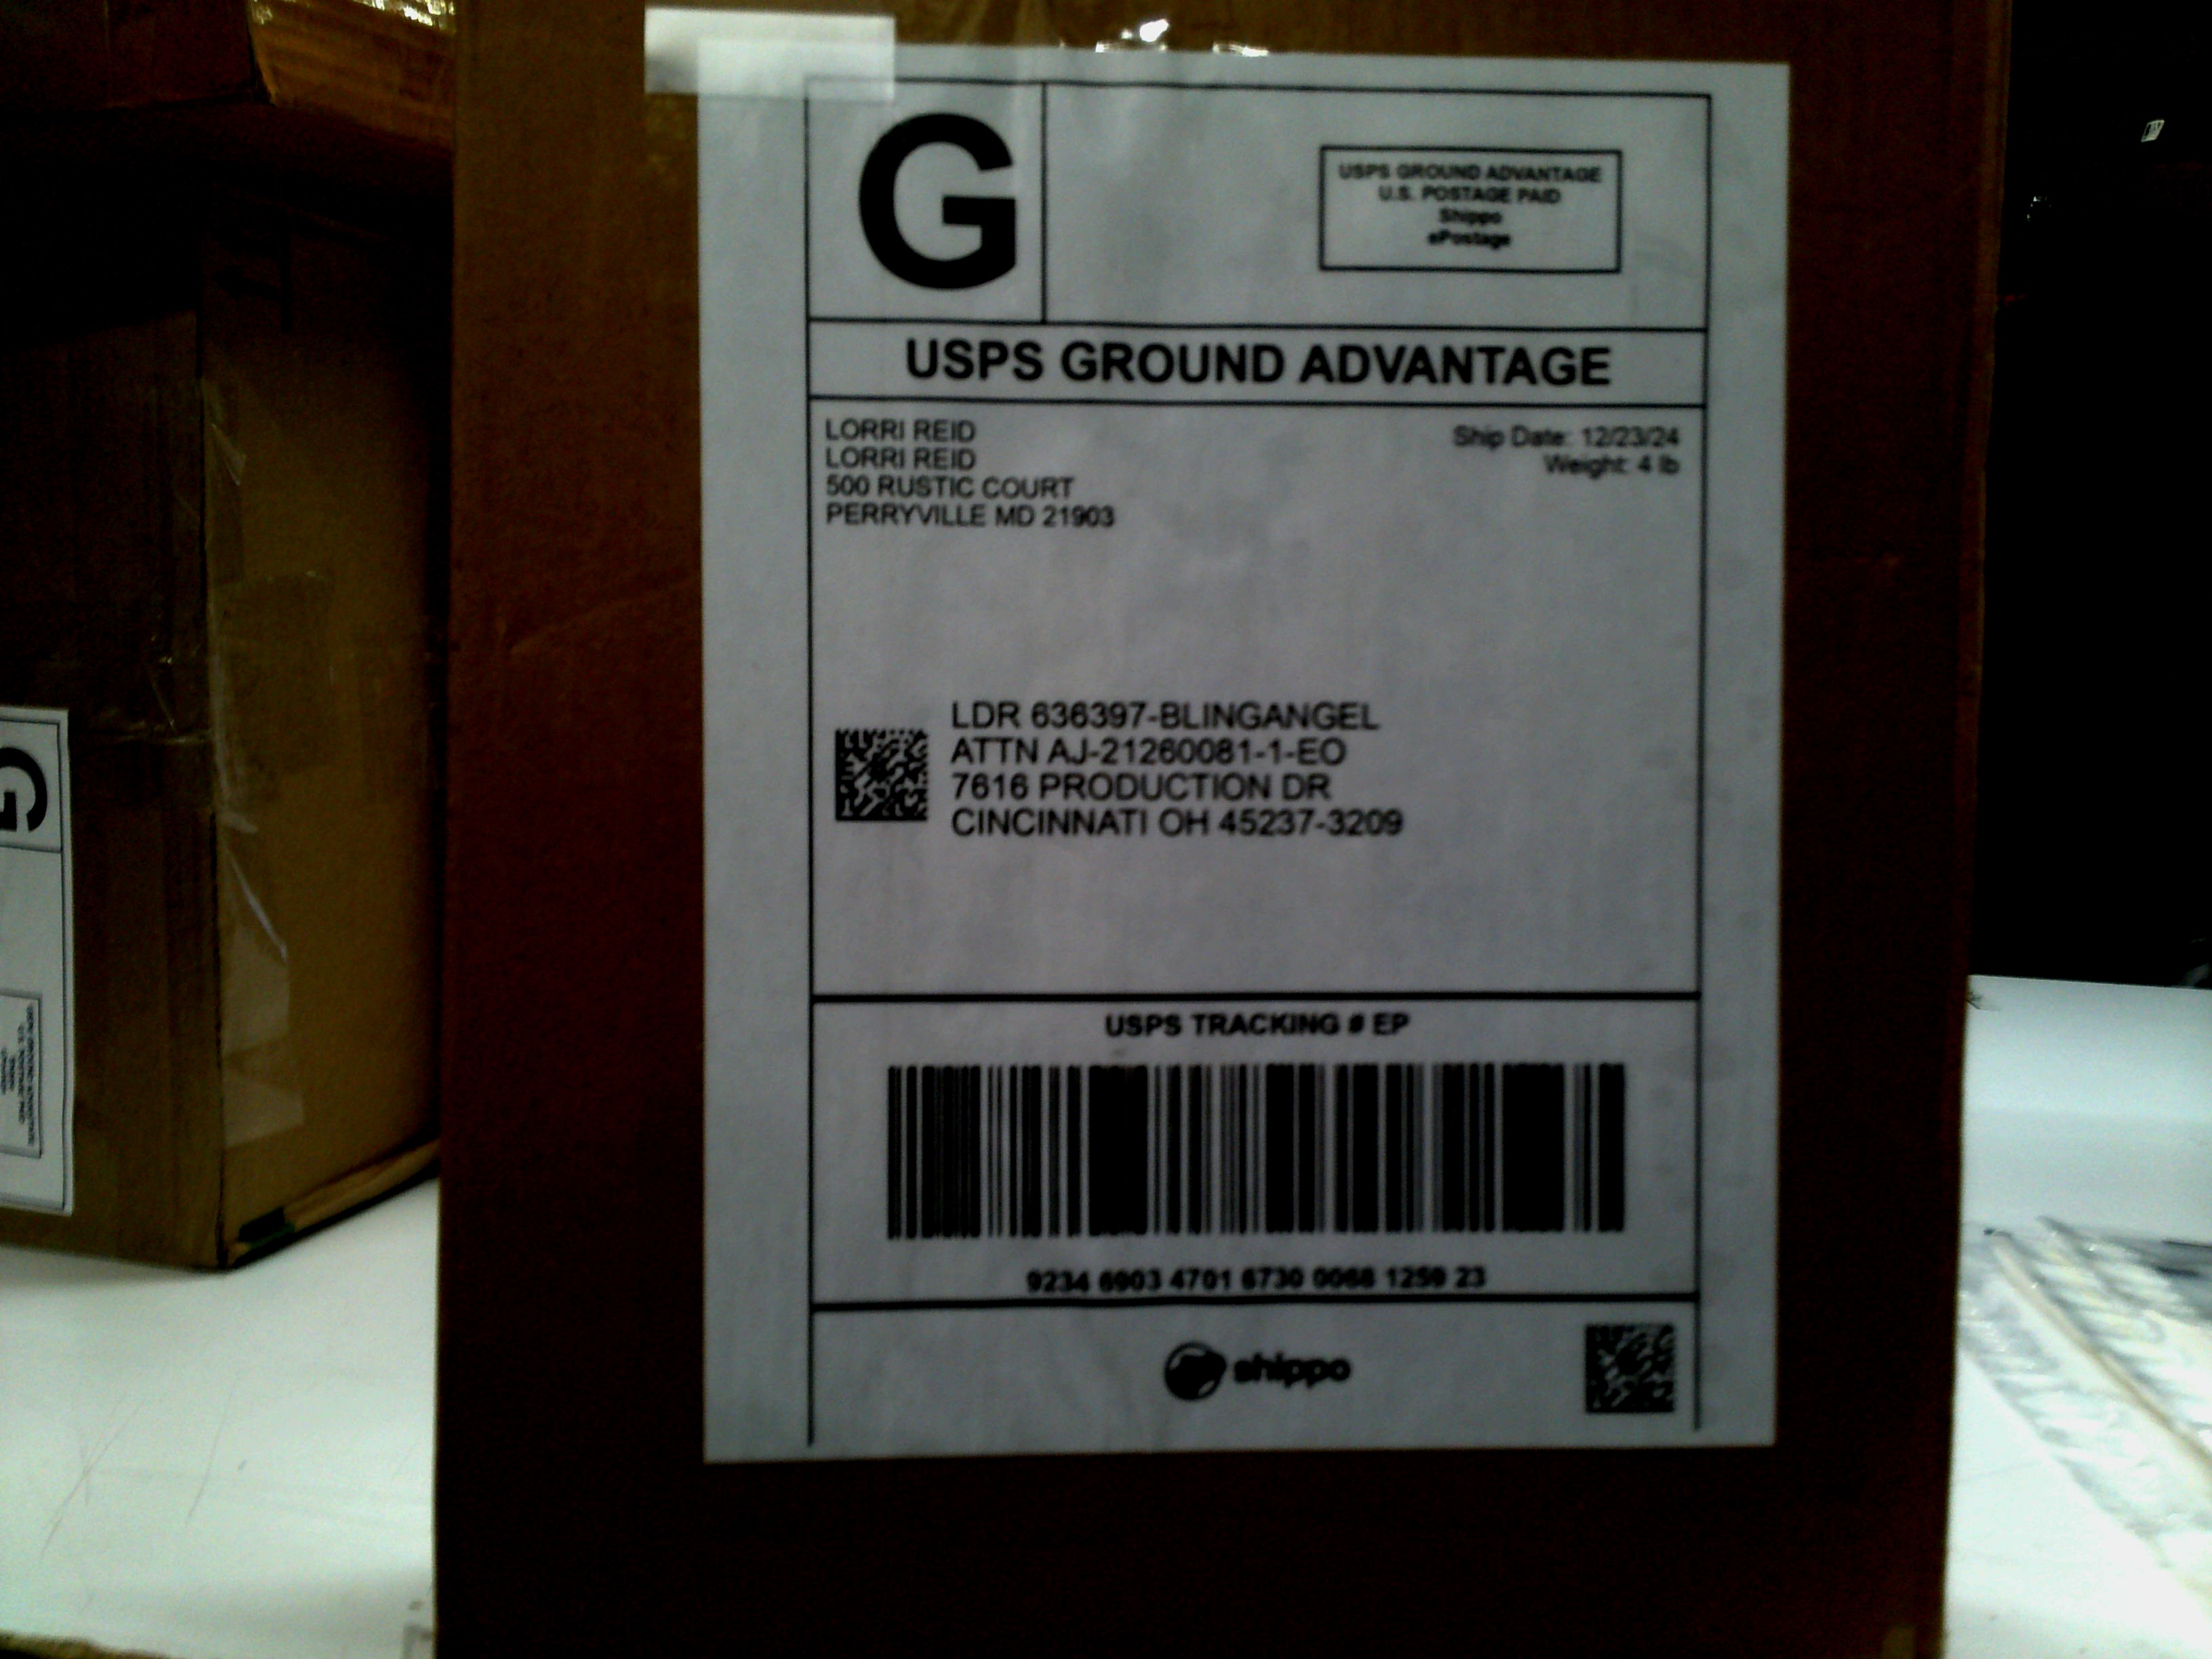 G
USPS GROUND ADVANTAGE
U.S. POSTAGE PAID
Shippo
ePostage
USPS GROUND ADVANTAGE
LORRI REID
LORRI REID
500 RUSTIC COURT
PERRYVILLE MD 21903
Ship Date: 12/23/24
Weight: 4 lb
LDR 636397-BLINGANGEL
ATTN AJ-21260081-1-EO
7616 PRODUCTION DR
CINCINNATI OH 45237-3209
USPS TRACKING # EP
9234 6903 4701 6730 0068 1259 23
shippo
G